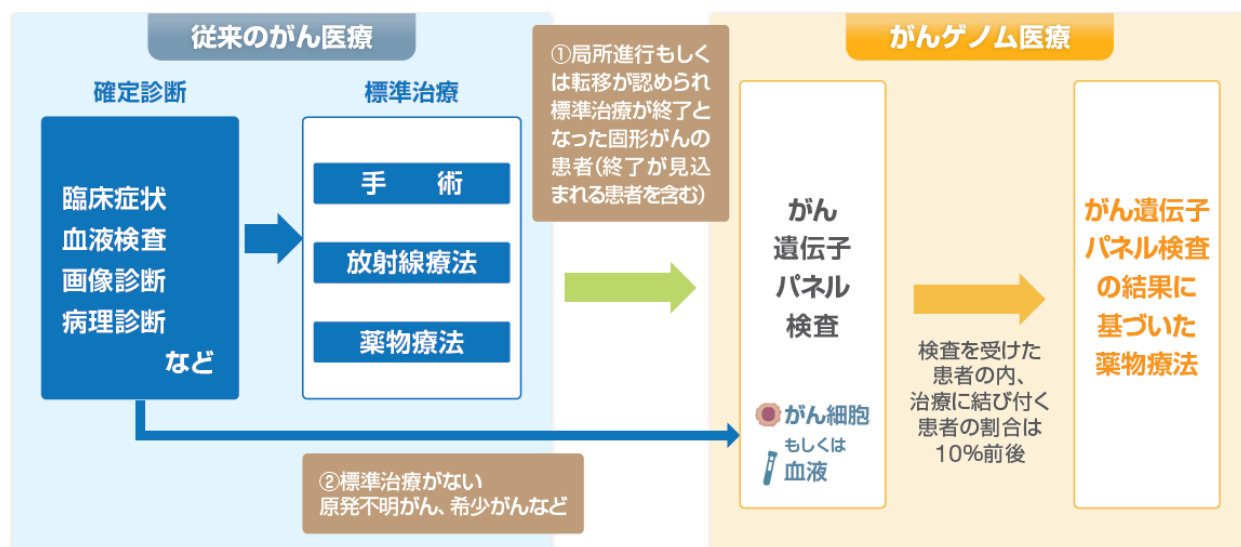 従来のがん医療
確定診断
臨床症状
血液検査
画像診断
病理診断
など
標準治療
手　術
放射線療法
薬物療法
①局所進行もしく
は転移が認められ
標準治療が終了と
なった固形がんの
患者(終了が見込
まれる患者を含む)
②標準治療がない
原発不明がん、希少がんなど
がんゲノム医療
がん
遺伝子
パネル
検査
がん細胞
もしくは
血液
検査を受けた
患者の内、
治療に結び付く
患者の割合は
10%前後
がん遺伝子
パネル検査
の結果に
基づいた
薬物療法